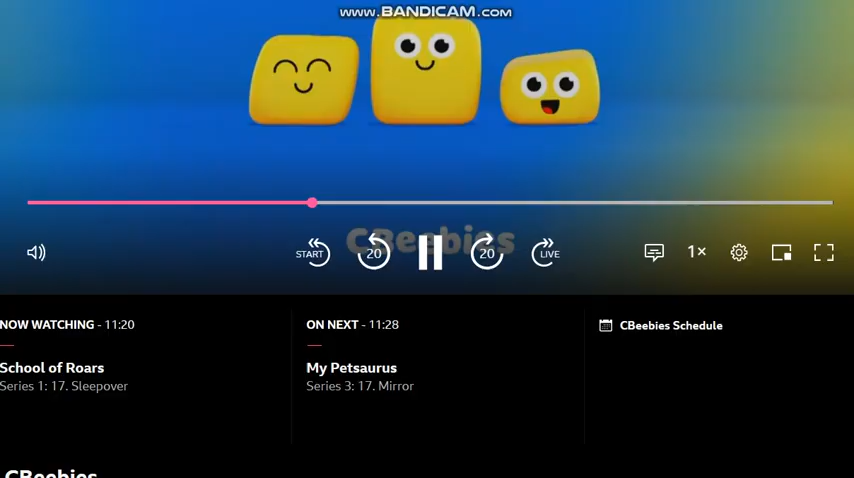 www.BANDICAM.com
CBeebies
START
20
20
LIVE
1×
NOW WATCHING - 11:20
School of Roars
Series 1: 17. Sleepover
ON NEXT - 11:28
My Petsaurus
Series 3: 17. Mirror
CBeebies Schedule
CBeebies